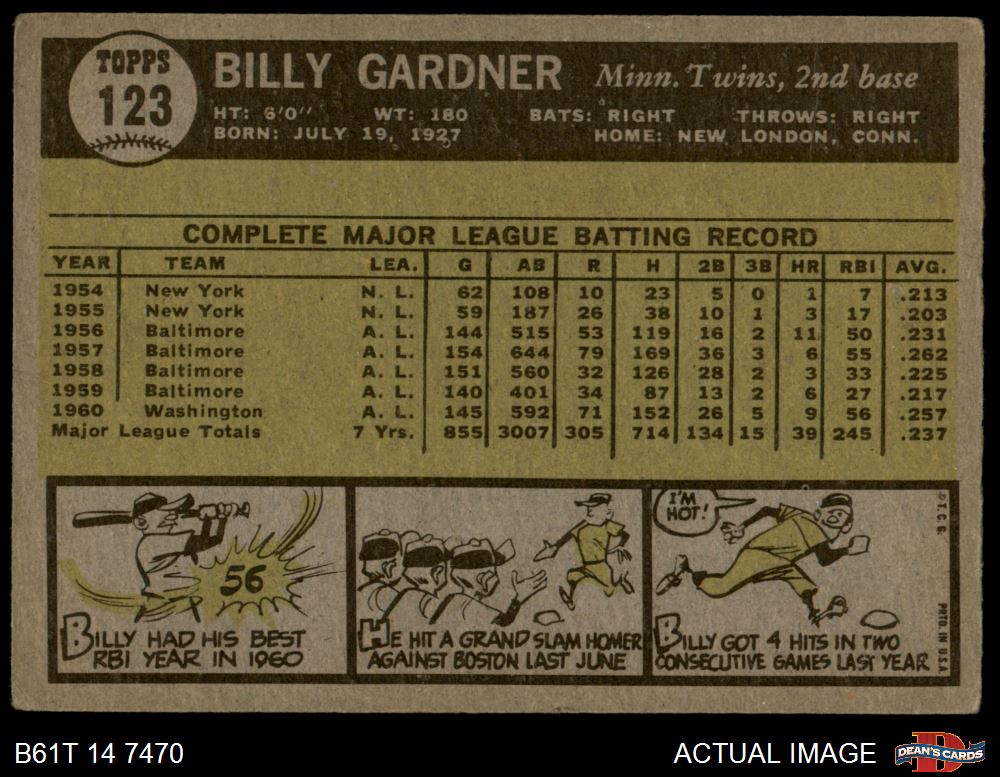 TOPPS
123
BILLY GARDNER Minn. Twins, 2nd base
HT: 6'0" WT: 180 BATS: RIGHT THROWS: RIGHT
BORN: JULY 19, 1927 HOME: NEW LONDON, CONN.
COMPLETE MAJOR LEAGUE BATTING RECORD
YEAR TEAM LEA. G AB R H 2B 3B HR RBI AVG.
1954 New York N. L. 62 108 10 23 5 0 1 7 .213
1955 New York N. L. 59 187 26 38 10 1 3 17 .203
1956 Baltimore A. L. 144 515 53 119 16 2 11 50 .231
1957 Baltimore A. L. 154 644 79 169 36 3 6 55 .262
1958 Baltimore A. L. 151 560 32 126 28 2 3 33 .225
1959 Baltimore A. L. 140 401 34 87 13 2 6 27 .217
1960 Washington A. L. 145 592 71 152 26 5 9 56 .257
Major League Totals 7 Yrs. 855 3007 305 714 134 15 39 245 .237
56
BILLY HAD HIS BEST
RBI YEAR IN 1960
HE HIT A GRAND SLAM HOMER
AGAINST BOSTON LAST JUNE
I'M
HOT!
BILLY GOT 4 HITS IN TWO
CONSECUTIVE GAMES LAST YEAR
© T. C. G.
PRTD. IN U.S.A.
B61T 14 7470
ACTUAL IMAGE
D
DEAN'S CARDS